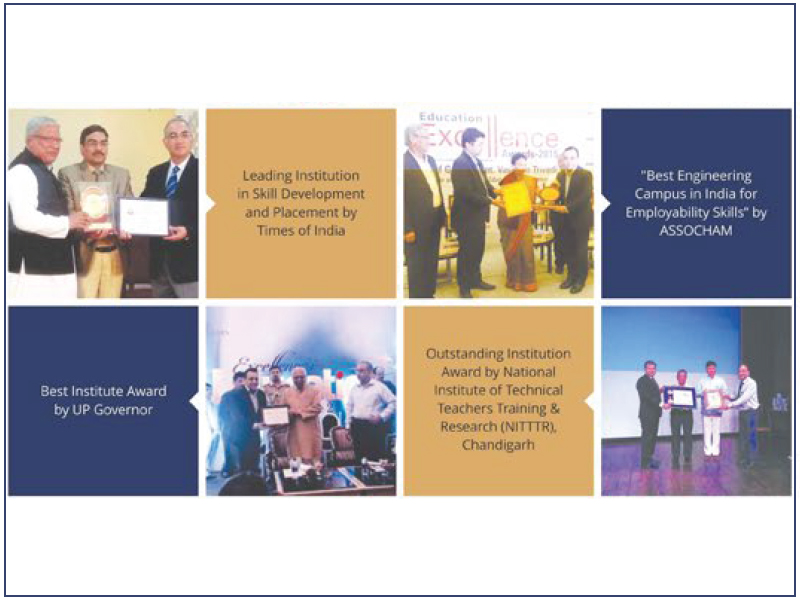 Leading Institution
in Skill Development
and Placement by
Times of India
Education
Excellence
Awards-2015
"Best Engineering
Campus in India for
Employability Skills" by
ASSOCHAM
Best Institute Award
by UP Governor
Excellence
Outstanding Institution
Award by National
Institute of Technical
Teachers Training &
Research (NITTTR),
Chandigarh